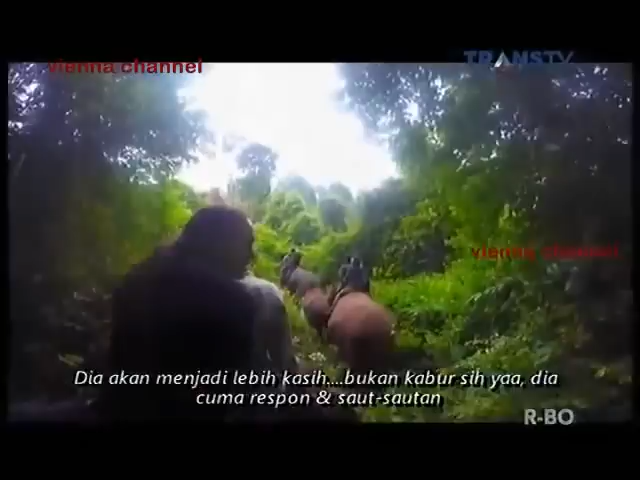 vienna channel
TRANSTV
vienna channel
Dia akan menjadi lebih kasih....bukan kabur sih yaa, dia
cuma respon & saut-sautan
R-BO